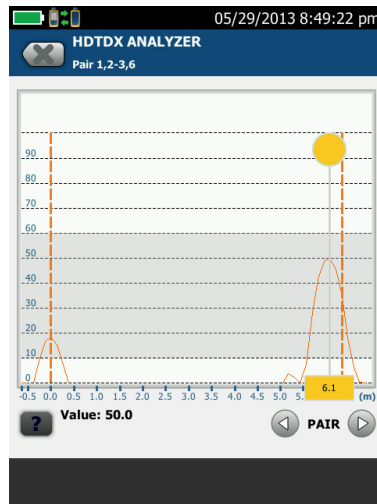 05/29/2013 8:49:22 pm
HDTDX ANALYZER
Pair 1,2-3,6
90
80
70
60
50
40
30
20
10
0
6.1
-0.5 0.0 0.5 1.0 1.5 2.0 2.5 3.0 3.5 4.0 4.5 5.0 5. (m)
? Value: 50.0 PAIR